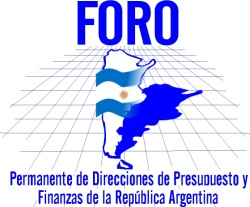 FORO
Permanente de Direcciones de Presupuesto y
Finanzas de la República Argentina